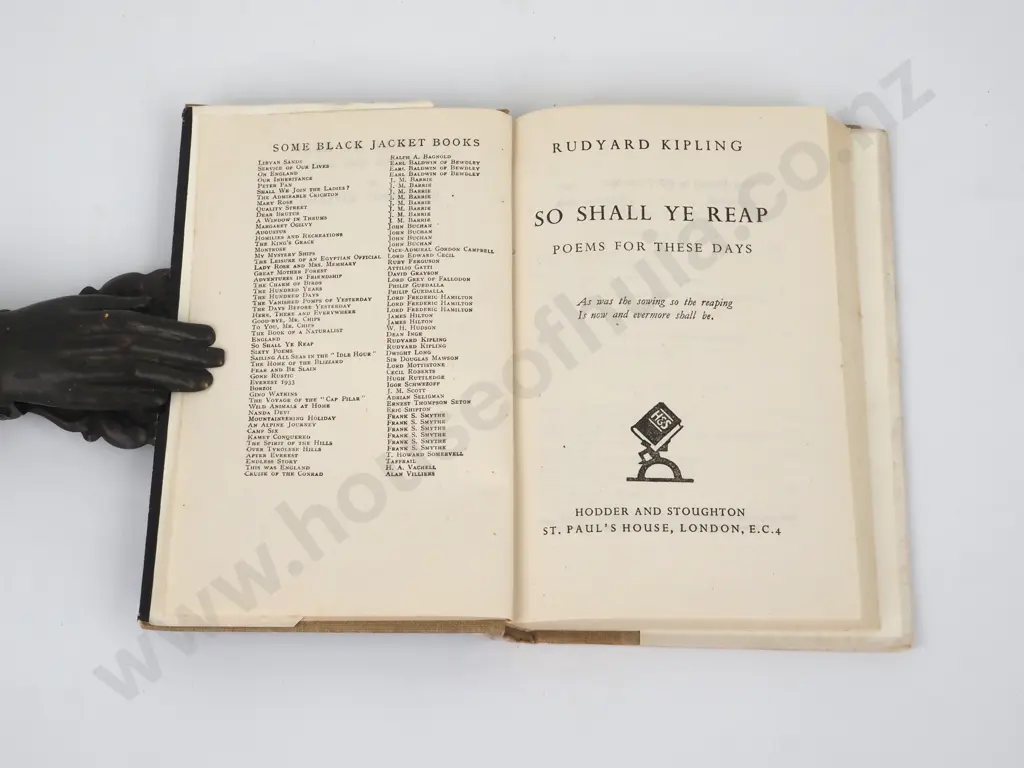 SOME BLACK JACKET BOOKS
LIBYAN SANDS RALPH A. BAGNOLD
SERVICE OF OUR LIVES EARL BALDWIN OF BEWDLEY
ON ENGLAND EARL BALDWIN OF BEWDLEY
OUR INHERITANCE EARL BALDWIN OF BEWDLEY
PETER PAN J. M. BARRIE
SHALL WE JOIN THE LADIES? J. M. BARRIE
THE ADMIRABLE CRICHTON J. M. BARRIE
MARY ROSE J. M. BARRIE
QUALITY STREET J. M. BARRIE
DEAR BRUTUS J. M. BARRIE
A WINDOW IN THRUMS J. M. BARRIE
MARGARET OGILVY J. M. BARRIE
AUGUSTUS JOHN BUCHAN
HOMILIES AND RECREATIONS JOHN BUCHAN
THE KING'S GRACE JOHN BUCHAN
MONTROSE JOHN BUCHAN
MY MYSTERY SHIPS VICE-ADMIRAL GORDON CAMPBELL
THE LEISURE OF AN EGYPTIAN OFFICIAL LORD EDWARD CECIL
LADY ROSE AND MRS. MEMMARY RUBY FERGUSON
GREAT MOTHER FOREST ATTILIO GATTI
ADVENTURES IN FRIENDSHIP DAVID GRAYSON
THE CHARM OF BIRDS LORD GREY OF FALLODON
THE HUNDRED YEARS PHILIP GUEDALLA
THE HUNDRED DAYS PHILIP GUEDALLA
THE VANISHED POMPS OF YESTERDAY LORD FREDERIC HAMILTON
THE DAYS BEFORE YESTERDAY LORD FREDERIC HAMILTON
HERE, THERE AND EVERYWHERE LORD FREDERIC HAMILTON
GOOD-BYE, MR. CHIPS JAMES HILTON
TO YOU, MR. CHIPS JAMES HILTON
THE BOOK OF A NATURALIST W. H. HUDSON
ENGLAND DEAN INGE
SO SHALL YE REAP RUDYARD KIPLING
SIXTY POEMS RUDYARD KIPLING
SAILING ALL SEAS IN THE "IDLE HOUR" DWIGHT LONG
THE HOME OF THE BLIZZARD SIR DOUGLAS MAWSON
FEAR AND BE SLAIN LORD MOTTISTONE
GONE RUSTIC CECIL ROBERTS
EVEREST 1933 HUGH RUTTLEDGE
BORZOI IGOR SCHWEZOFF
GINO WATKINS J. M. SCOTT
THE VOYAGE OF THE "CAP PILAR" ADRIAN SELIGMAN
WILD ANIMALS AT HOME ERNEST THOMPSON SETON
NANDA DEVI ERIC SHIPTON
MOUNTAINEERING HOLIDAY FRANK S. SMYTHE
AN ALPINE JOURNEY FRANK S. SMYTHE
CAMP SIX FRANK S. SMYTHE
KAMET CONQUERED FRANK S. SMYTHE
THE SPIRIT OF THE HILLS FRANK S. SMYTHE
OVER TYROLESE HILLS FRANK S. SMYTHE
AFTER EVEREST T. HOWARD SOMERVELL
ENDLESS STORY TAFFRAIL
THIS WAS ENGLAND H. A. VACHELL
CRUISE OF THE CONRAD ALAN VILLIERS
RUDYARD KIPLING
SO SHALL YE REAP
POEMS FOR THESE DAYS
As was the sowing so the reaping
Is now and evermore shall be.
H&S
HODDER AND STOUGHTON
ST. PAUL'S HOUSE, LONDON, E.C.4
www.houseofhuia.co.nz